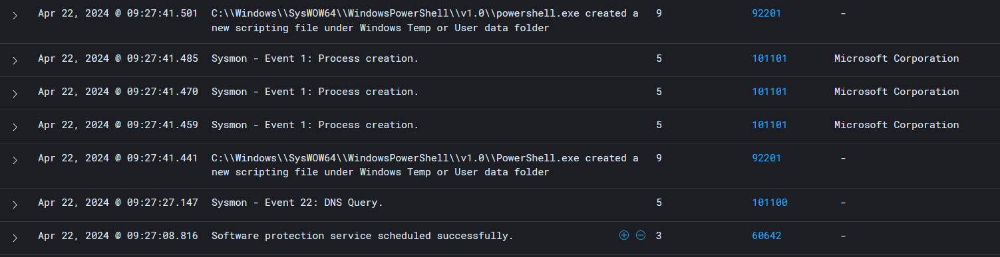 Apr 22, 2024 @ 09:27:41.501 C:\\Windows\\SysWOW64\\WindowsPowerShell\\v1.0\\powershell.exe created a 9 92201 -
new scripting file under Windows Temp or User data folder
Apr 22, 2024 @ 09:27:41.485 Sysmon - Event 1: Process creation. 5 101101 Microsoft Corporation
Apr 22, 2024 @ 09:27:41.470 Sysmon - Event 1: Process creation. 5 101101 Microsoft Corporation
Apr 22, 2024 @ 09:27:41.459 Sysmon - Event 1: Process creation. 5 101101 Microsoft Corporation
Apr 22, 2024 @ 09:27:41.441 C:\\Windows\\SysWOW64\\WindowsPowerShell\\v1.0\\PowerShell.exe created a 9 92201 -
new scripting file under Windows Temp or User data folder
Apr 22, 2024 @ 09:27:27.147 Sysmon - Event 22: DNS Query. 5 101100 -
Apr 22, 2024 @ 09:27:08.816 Software protection service scheduled successfully. 3 60642 -